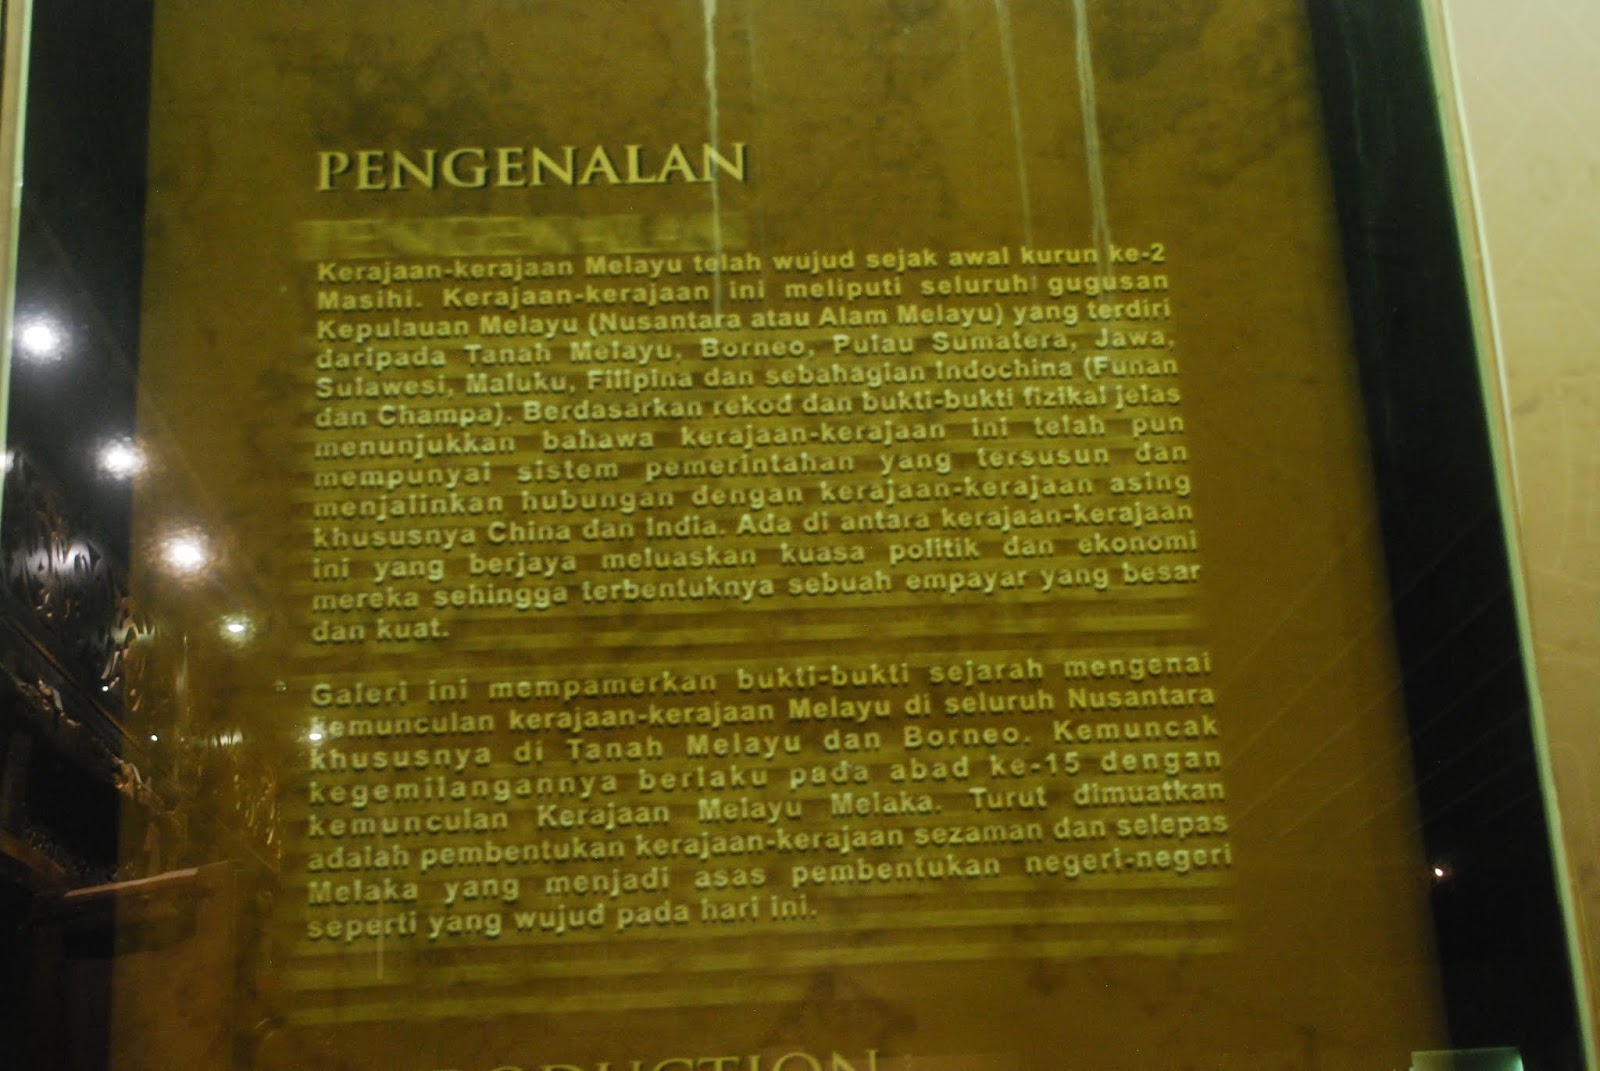 PENGENALAN
Kerajaan-kerajaan Melayu telah wujud sejak awal kurun ke-2
Masihi. Kerajaan-kerajaan ini meliputi seluruh gugusan
Kepulauan Melayu (Nusantara atau Alam Melayu) yang terdiri
daripada Tanah Melayu, Borneo, Pulau Sumatera, Jawa,
Sulawesi, Maluku, Filipina dan sebahagian Indochina (Funan
dan Champa). Berdasarkan rekod dan bukti-bukti fizikal jelas
menunjukkan bahawa kerajaan-kerajaan ini telah pun
mempunyai sistem pemerintahan yang tersusun dan
menjalinkan hubungan dengan kerajaan-kerajaan asing
khususnya China dan India. Ada di antara kerajaan-kerajaan
ini yang berjaya meluaskan kuasa politik dan ekonomi
mereka sehingga terbentuknya sebuah empayar yang besar
dan kuat.
Galeri ini mempamerkan bukti-bukti sejarah mengenai
kemunculan kerajaan-kerajaan Melayu di seluruh Nusantara
khususnya di Tanah Melayu dan Borneo. Kemuncak
kegemilangannya berlaku pada abad ke-15 dengan
kemunculan Kerajaan Melayu Melaka. Turut dimuatkan
adalah pembentukan kerajaan-kerajaan sezaman dan selepas
Melaka yang menjadi asas pembentukan negeri-negeri
seperti yang wujud pada hari ini.